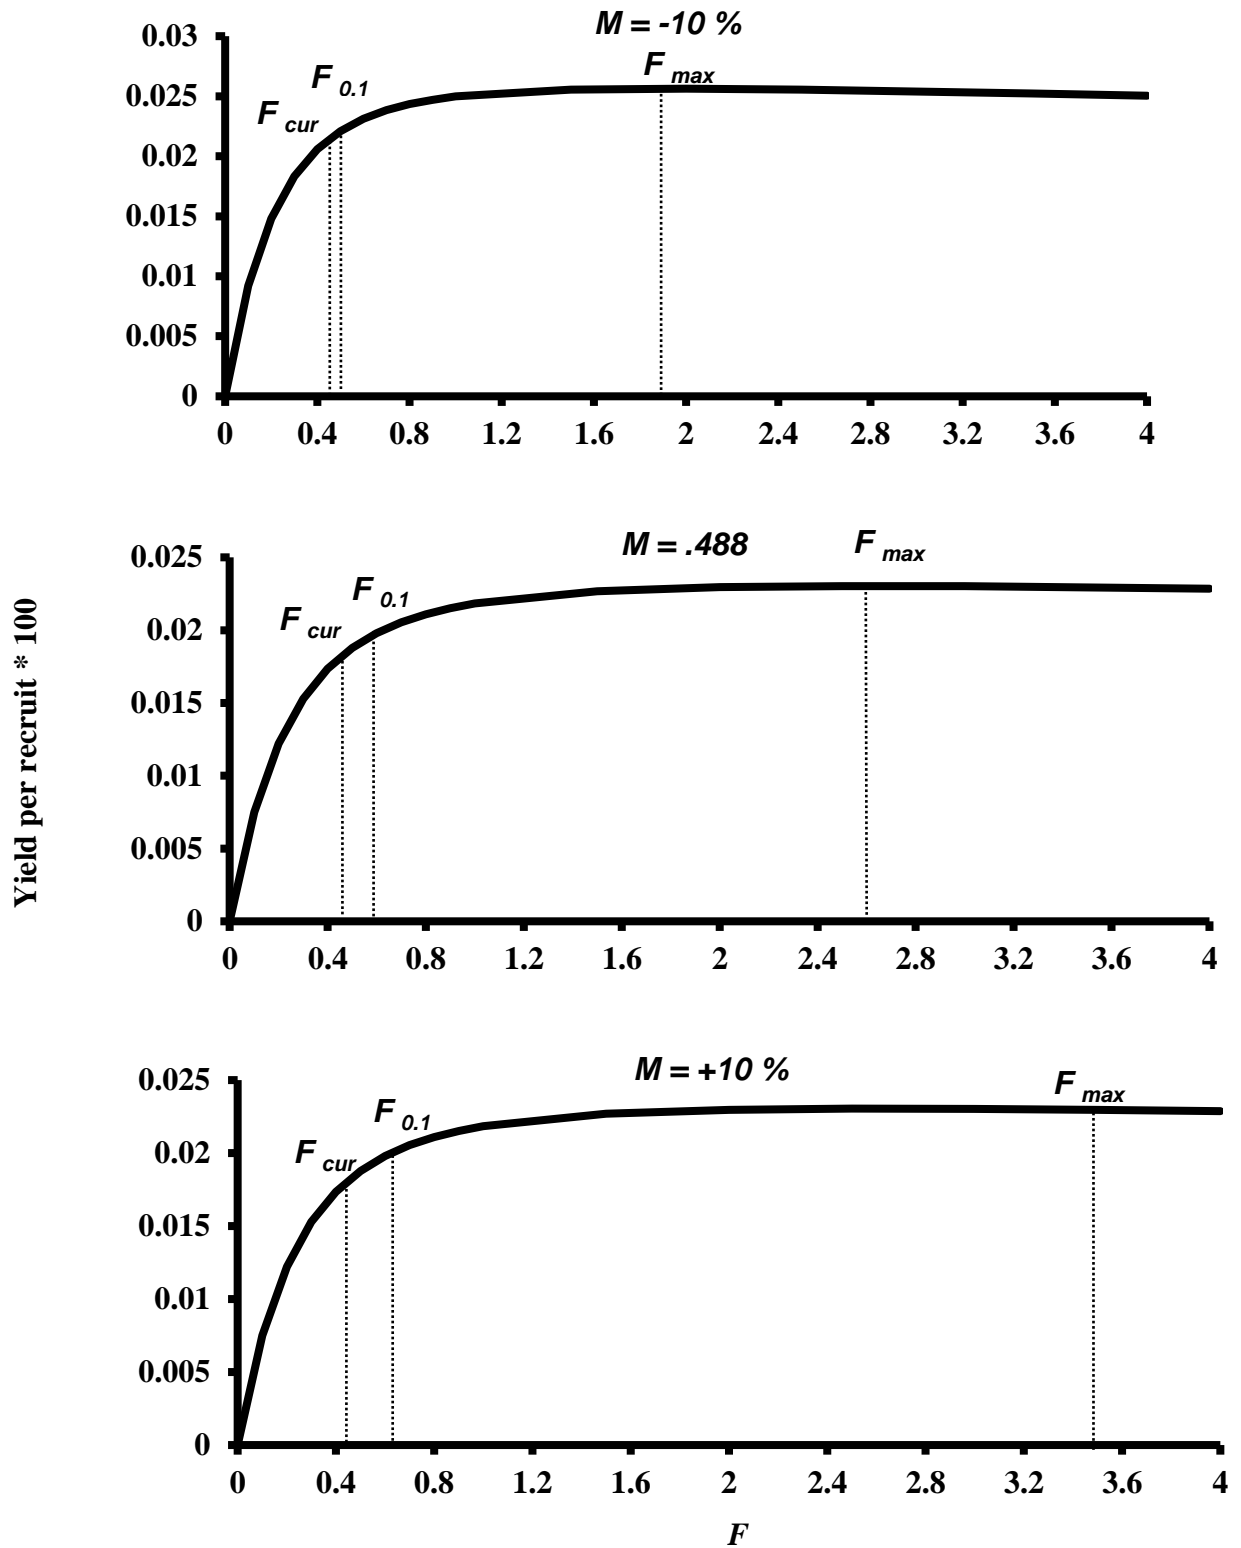 M = -10 %
0.03
F max
F 0.1
0.025
F cur
0.02
0.015
0.01
0.005
0
0 0.4 0.8 1.2 1.6 2 2.4 2.8 3.2 3.6 4
Yield per recruit * 100
M = .488
F max
0.025
F 0.1
F cur
0.02
0.015
0.01
0.005
0
0 0.4 0.8 1.2 1.6 2 2.4 2.8 3.2 3.6 4
M = +10 %
0.025
F max
F 0.1
F cur
0.02
0.015
0.01
0.005
0
0 0.4 0.8 1.2 1.6 2 2.4 2.8 3.2 3.6 4
F